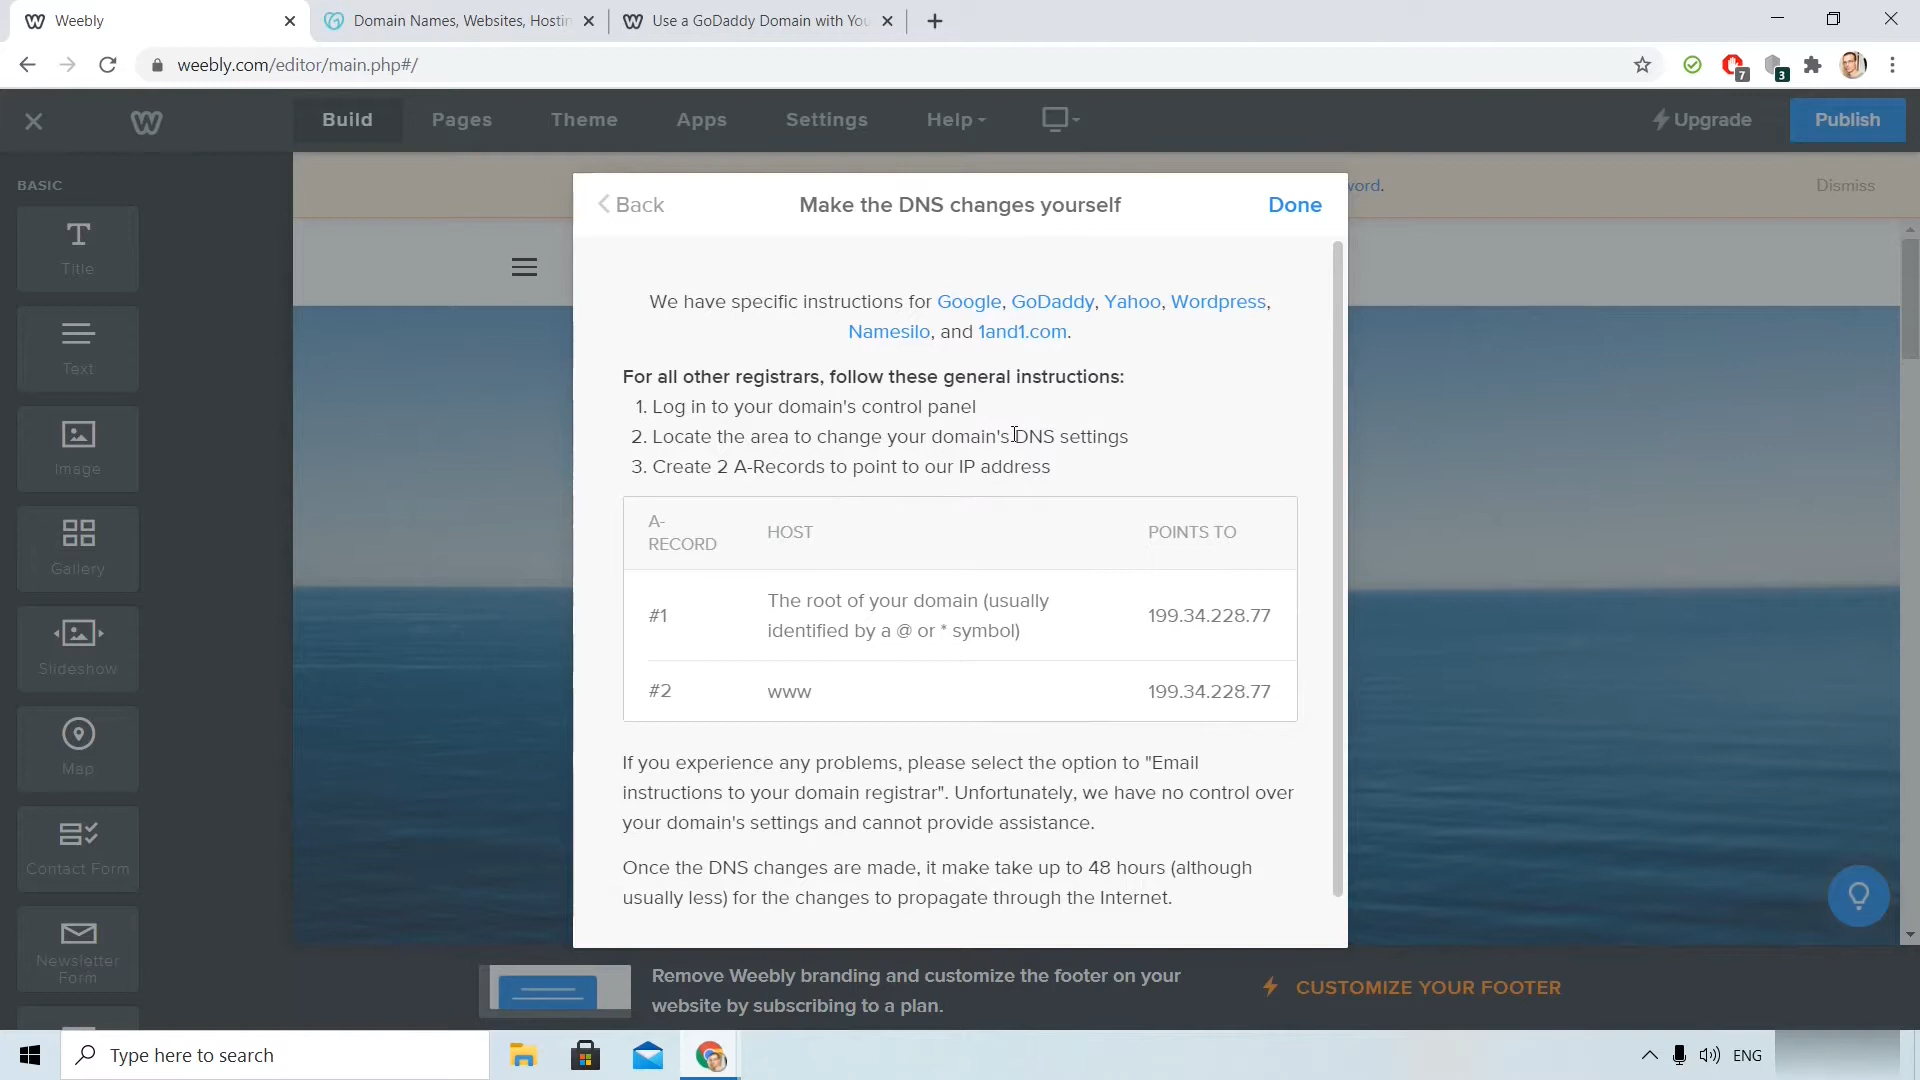 Weebly
Domain Names, Websites, Hostin
Use a GoDaddy Domain with You
weebly.com/editor/main.php#/
7
3
Build
Pages
Theme
Apps
Settings
Help
Upgrade
Publish
BASIC
word.
Dismiss
Title
Text
Image
Gallery
Slideshow
Map
Contact Form
Newsletter
Form
Back
Make the DNS changes yourself
Done
We have specific instructions for Google, GoDaddy, Yahoo, Wordpress,
Namesilo, and 1and1.com.
For all other registrars, follow these general instructions:
1. Log in to your domain's control panel
2. Locate the area to change your domain's DNS settings
3. Create 2 A-Records to point to our IP address
A-
RECORD
HOST
POINTS TO
#1
The root of your domain (usually
identified by a @ or * symbol)
199.34.228.77
#2
www
199.34.228.77
If you experience any problems, please select the option to "Email
instructions to your domain registrar". Unfortunately, we have no control over
your domain's settings and cannot provide assistance.
Once the DNS changes are made, it make take up to 48 hours (although
usually less) for the changes to propagate through the Internet.
Remove Weebly branding and customize the footer on your
website by subscribing to a plan.
CUSTOMIZE YOUR FOOTER
Type here to search
ENG